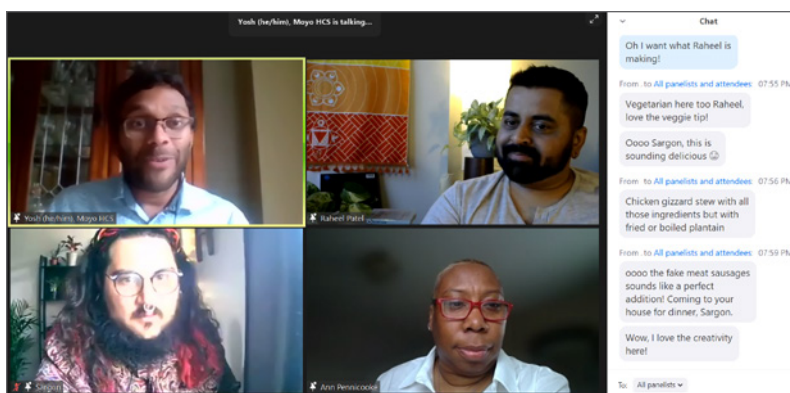 Yosh (he/him), Mayo HCS is talking...
Yosh (he/him), Mayo HCS
Raheel Patel
Ann Pennicooke
Chat
Oh I want what Raheel is
making!
From . to All panelists and attendees: 07:55 PM
Vegetarian here too Raheel,
love the veggie tip!
Oooo Sargon, this is
sounding delicious
From . to All panelists and attendees: 07:56 PM
Chicken gizzard stew with all
those ingredients but with
fried or boiled plantain
From . to All panelists and attendees: 07:59 PM
oooo the fake meat sausages
sounds like a perfect
addition! Coming to your
house for dinner, Sargon.
Wow, I love the creativity
here!
To: All panelists